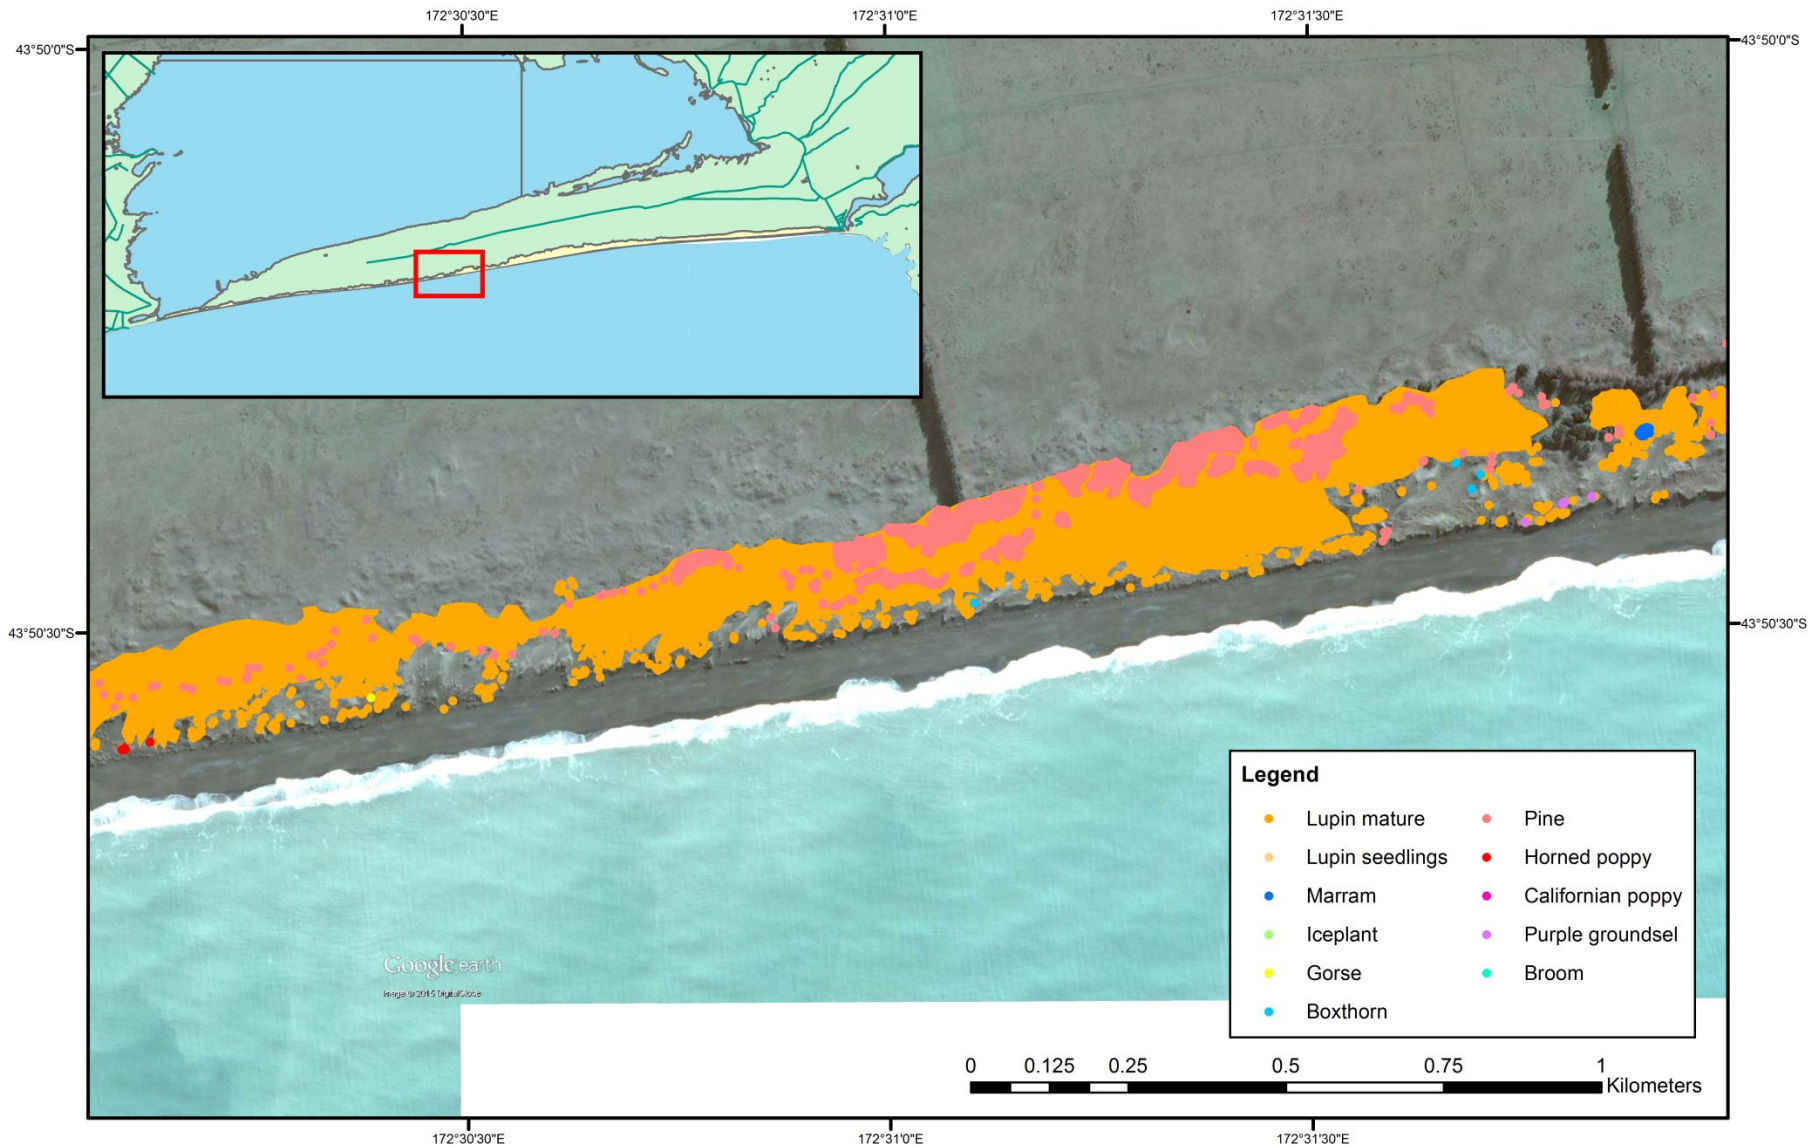 172°30'30"E
172°31'0"E
172°31'30"E
43°50'0"S
43°50'0"S
43°50'30"S
43°50'30"S
Legend
Lupin mature
Pine
Lupin seedlings
Horned poppy
Marram
Californian poppy
Iceplant
Purple groundsel
Gorse
Broom
Boxthorn
Google earth
Image © 2015 DigitalGlobe
0 0.125 0.25 0.5 0.75 1
Kilometers
172°30'30"E
172°31'0"E
172°31'30"E